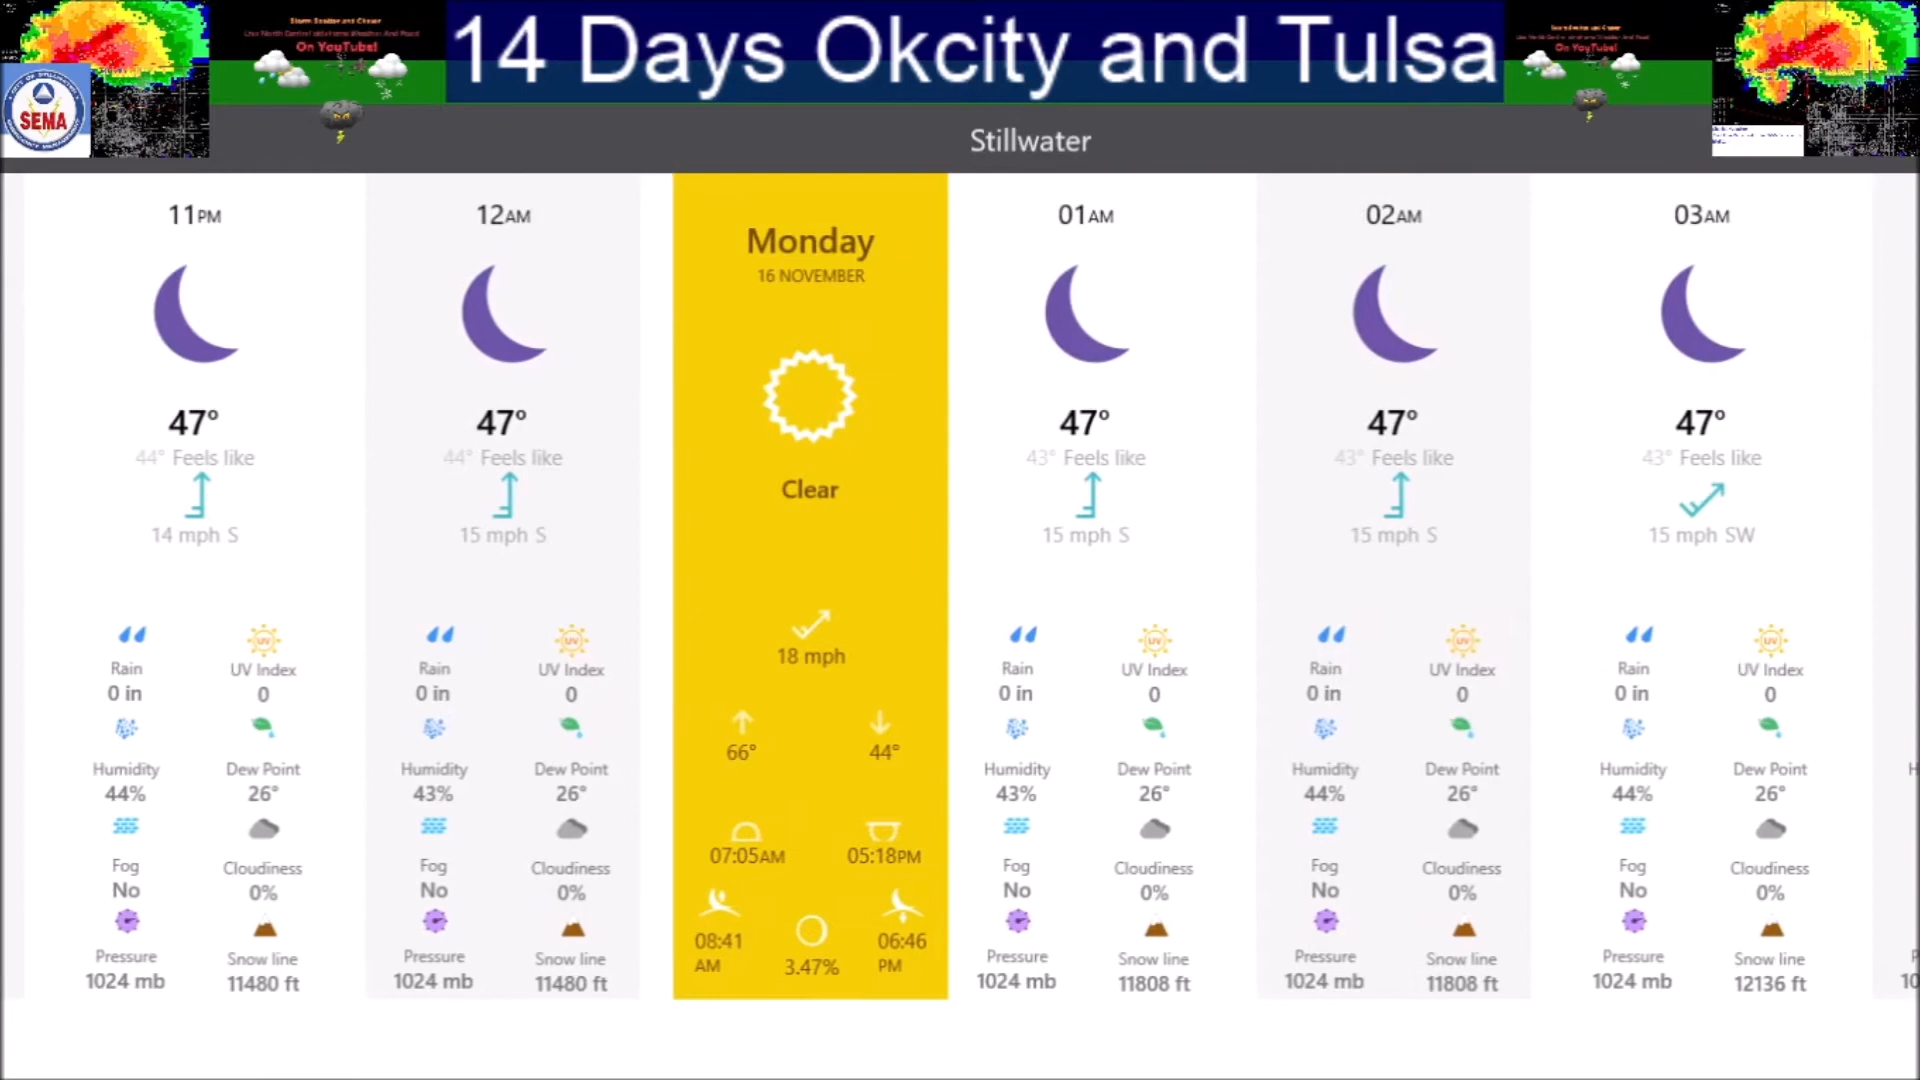 14 Days Okcity and Tulsa
On YouTube!
On YouTube!
SEMA
Stillwater
11PM
47°
44° Feels like
14 mph S
Rain
0 in
UV Index
0
Humidity
44%
Dew Point
26°
Fog
No
Cloudiness
0%
Pressure
1024 mb
Snow line
11480 ft
12AM
47°
44° Feels like
15 mph S
Rain
0 in
UV Index
0
Humidity
43%
Dew Point
26°
Fog
No
Cloudiness
0%
Pressure
1024 mb
Snow line
11480 ft
Monday
16 NOVEMBER
Clear
18 mph
66°
44°
07:05AM
05:18PM
08:41
AM
3.47%
06:46
PM
01AM
47°
43° Feels like
15 mph S
Rain
0 in
UV Index
0
Humidity
43%
Dew Point
26°
Fog
No
Cloudiness
0%
Pressure
1024 mb
Snow line
11808 ft
02AM
47°
43° Feels like
15 mph S
Rain
0 in
UV Index
0
Humidity
44%
Dew Point
26°
Fog
No
Cloudiness
0%
Pressure
1024 mb
Snow line
11808 ft
03AM
47°
43° Feels like
15 mph SW
Rain
0 in
UV Index
0
Humidity
44%
Dew Point
26°
Fog
No
Cloudiness
0%
Pressure
1024 mb
Snow line
12136 ft